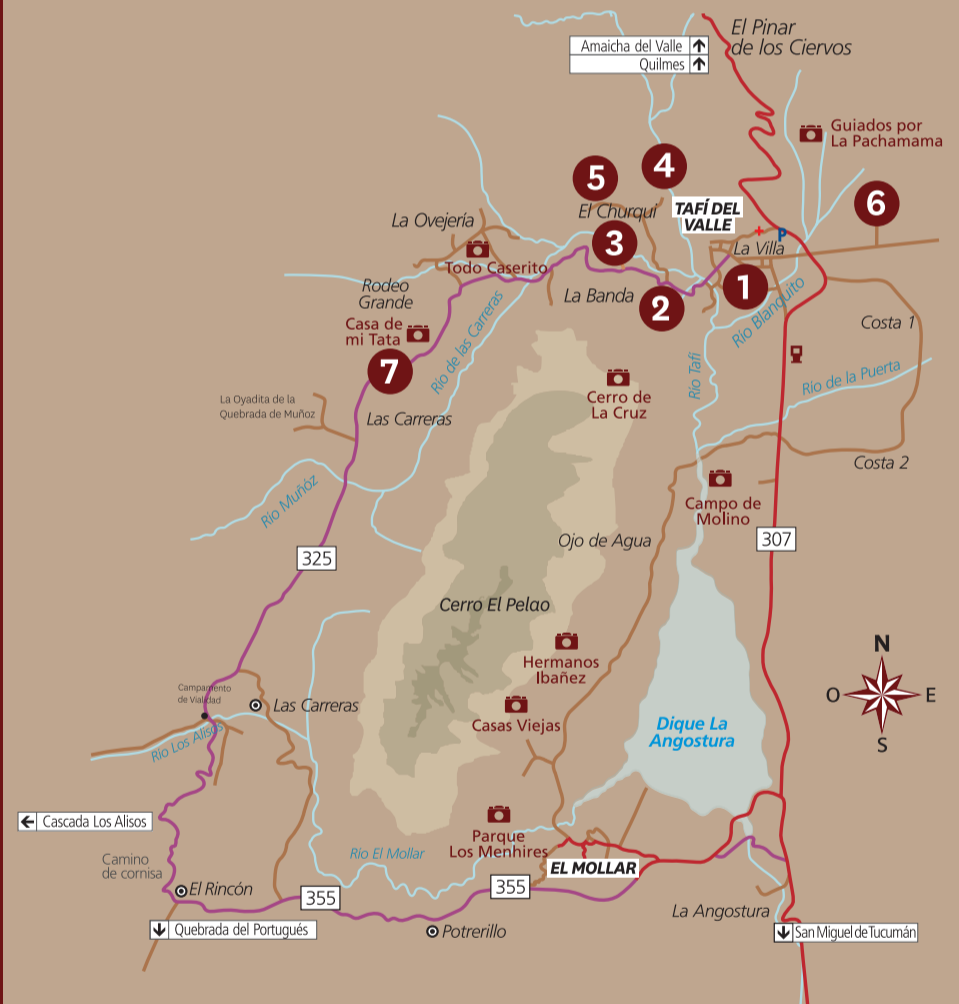 El Pinar
de los Ciervos
Amaicha del Valle
Quilmes
Guiados por
La Pachamama
4
5
6
El Churqui
TAFÍ DEL
VALLE
La Ovejería
3
P
La Villa
Todo Caserito
Rodeo
Grande
La Banda
2
1
Río Blanquito
Casa de
mi Tata
Río de las Carreras
Costa 1
7
Río Tafí
Río de la Puerta
Cerro de
La Cruz
La Oyadita de la
Quebrada de Muñoz
Las Carreras
Costa 2
Río Muñóz
Campo de
Molino
325
Ojo de Agua
307
Cerro El Pelao
N
O
E
S
Hermanos
Ibañez
Campamento
de Vialidad
Las Carreras
Casas Viejas
Dique La
Angostura
Río Los Alisos
Cascada Los Alisos
Parque
Los Menhires
Río El Mollar
Camino
de cornisa
EL MOLLAR
El Rincón
355
355
La Angostura
Quebrada del Portugués
Potrerillo
San Miguel de Tucumán